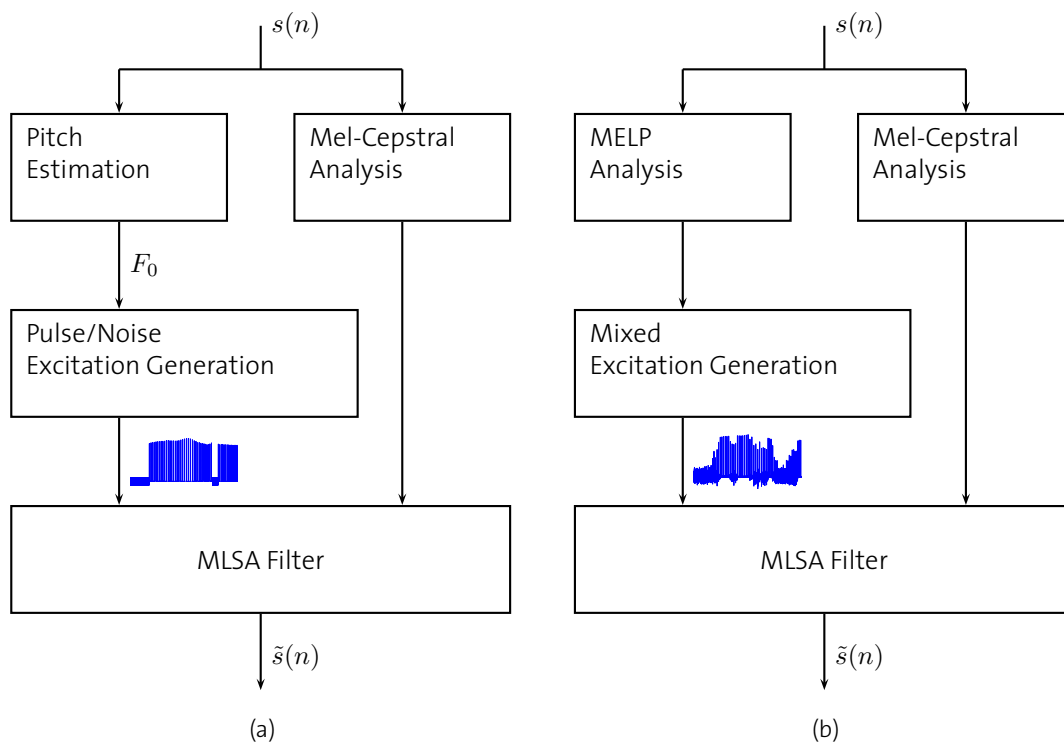 s(n)
Pitch
Estimation
Mel-Cepstral
Analysis
F₀
Pulse/Noise
Excitation Generation
MLSA Filter
s̃(n)
(a)
s(n)
MELP
Analysis
Mel-Cepstral
Analysis
Mixed
Excitation Generation
MLSA Filter
s̃(n)
(b)